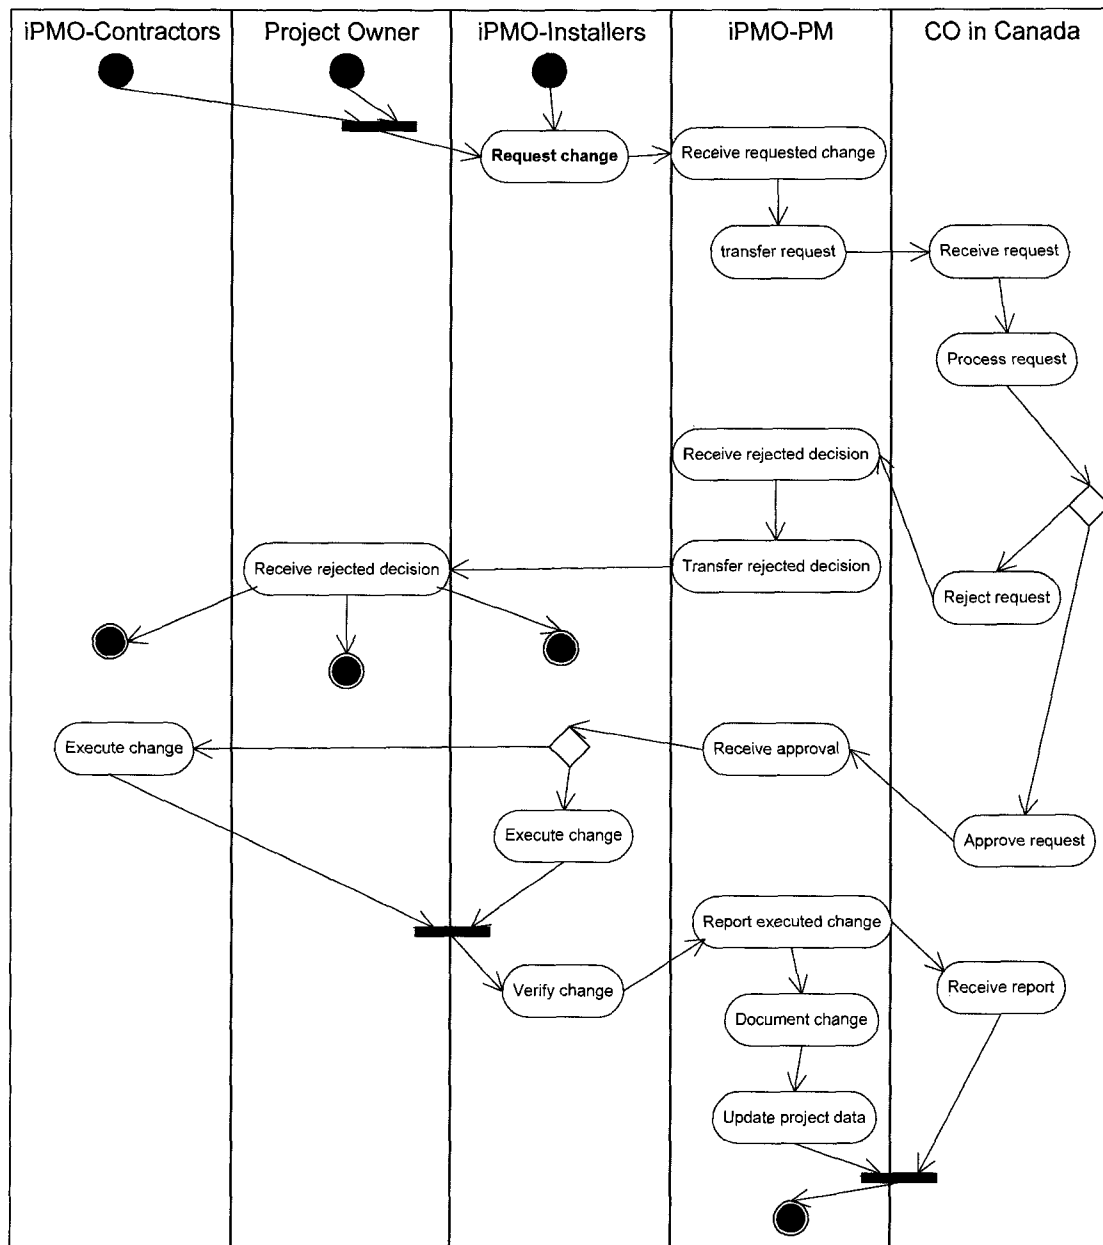 iPMO-Contractors
Project Owner
iPMO-Installers
iPMO-PM
CO in Canada
Request change
Receive requested change
transfer request
Receive request
Process request
Receive rejected decision
Receive rejected decision
Transfer rejected decision
Reject request
Execute change
Receive approval
Execute change
Approve request
Report executed change
Verify change
Receive report
Document change
Update project data